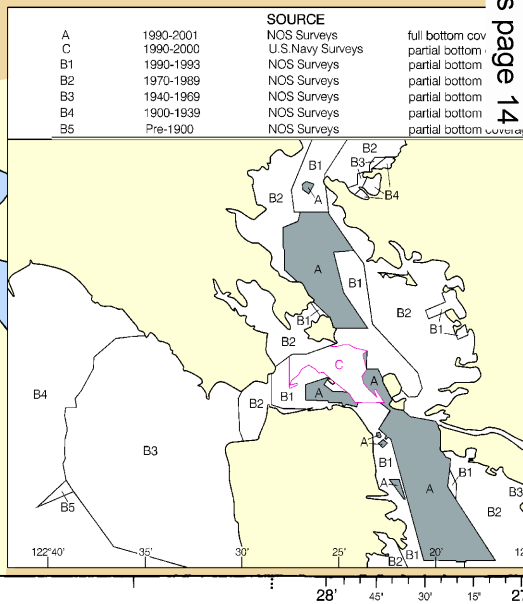 SOURCE
A 1990-2001 NOS Surveys full bottom cov
C 1990-2000 U.S.Navy Surveys partial bottom
B1 1990-1993 NOS Surveys partial bottom
B2 1970-1989 NOS Surveys partial bottom
B3 1940-1969 NOS Surveys partial bottom
B4 1900-1939 NOS Surveys partial bottom
B5 Pre-1900 NOS Surveys partial bottom coverag
s page 14
B2
B1
B3
B2
A
B4
A
B1
B2
B1
B1
B2
C
B4
B1
A
A
B2
B3
A
B1
B1
A
A
B3
B5
B2
B1
B2
122°40'
35'
30'
25'
20'
28'
45"
30"
15"